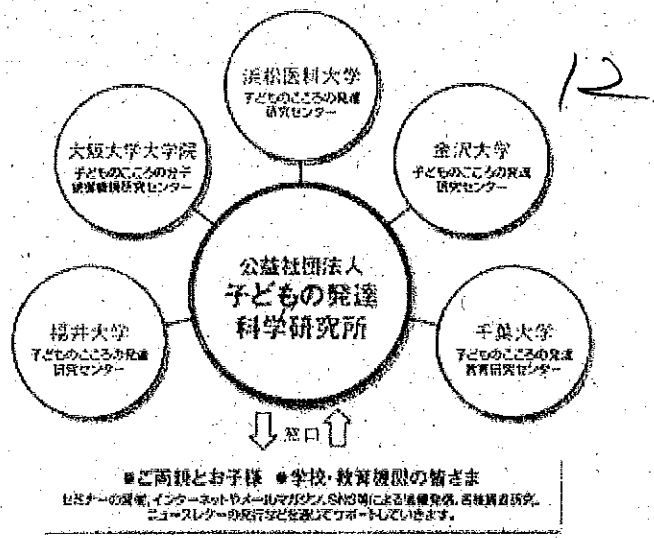 浜松医科大学
子どものこころの発達
研究センター
12
大阪大学大学院
子どものこころの分子
統御機構研究センター
金沢大学
子どものこころの発達
研究センター
公益社団法人
子どもの発達
科学研究所
福井大学
子どものこころの発達
研究センター
千葉大学
子どものこころの発達
教育研究センター
窓口
■ご両親とお子様 ●学校・教育機関の皆さま
セミナーの開催、インターネットやメールマガジン、SNS等による情報発信、各種調査研究、
ニュースレターの発行などを通じてサポートしていきます。